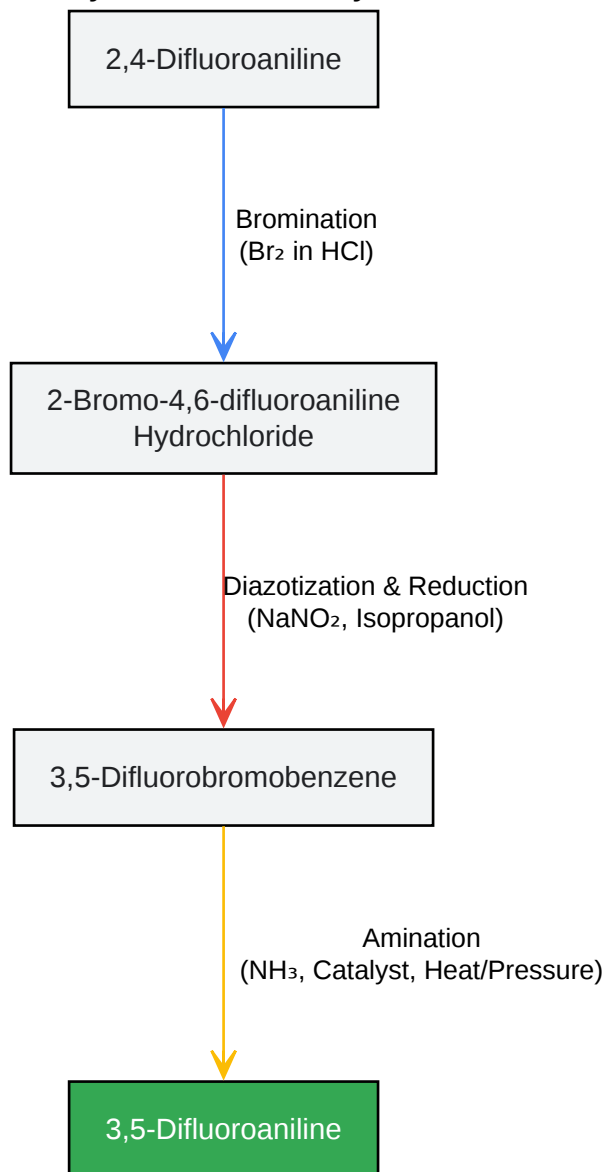 2,4-Difluoroaniline
Bromination
(Br₂ in HCl)
2-Bromo-4,6-difluoroaniline
Hydrochloride
Diazotization & Reduction
(NaNO₂, Isopropanol)
3,5-Difluorobromobenzene
Amination
(NH₃, Catalyst, Heat/Pressure)
3,5-Difluoroaniline